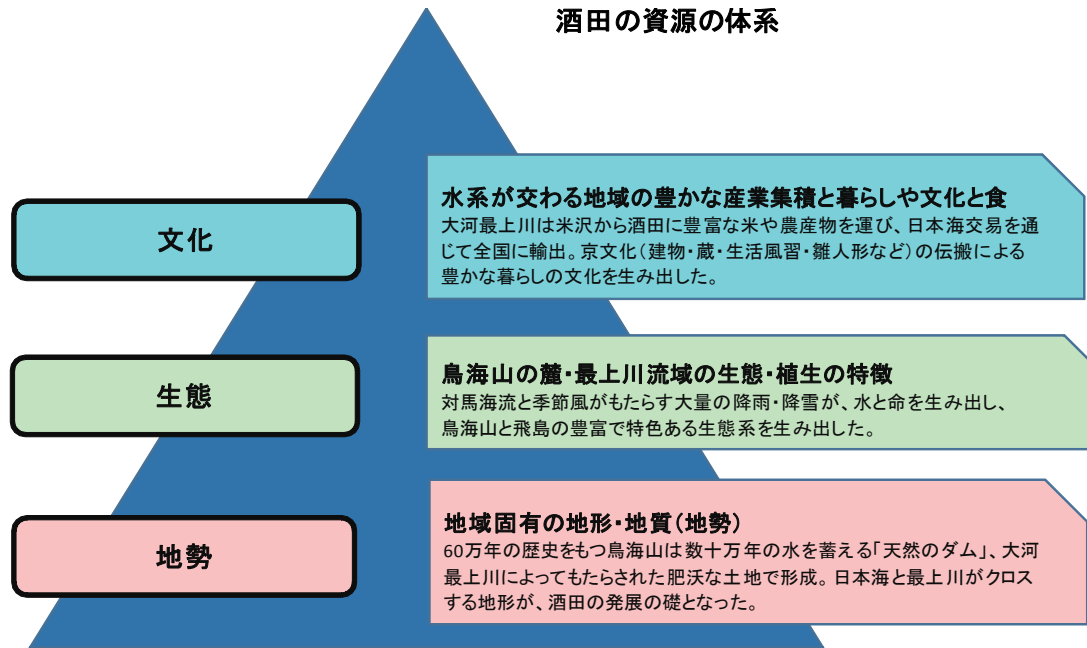 酒田の資源の体系
文化
水系が交わる地域の豊かな産業集積と暮らしや文化と食
大河最上川は米沢から酒田に豊富な米や農産物を運び、日本海交易を通
じて全国に輸出。京文化（建物・蔵・生活風習・雛人形など）の伝搬による
豊かな暮らしの文化を生み出した。
生態
鳥海山の麓・最上川流域の生態・植生の特徴
対馬海流と季節風がもたらす大量の降雨・降雪が、水と命を生み出し、
鳥海山と飛島の豊富で特色ある生態系を生み出した。
地勢
地域固有の地形・地質（地勢）
60万年の歴史をもつ鳥海山は数十万年の水を蓄える「天然のダム」、大河
最上川によってもたらされた肥沃な土地で形成。日本海と最上川がクロス
する地形が、酒田の発展の礎となった。